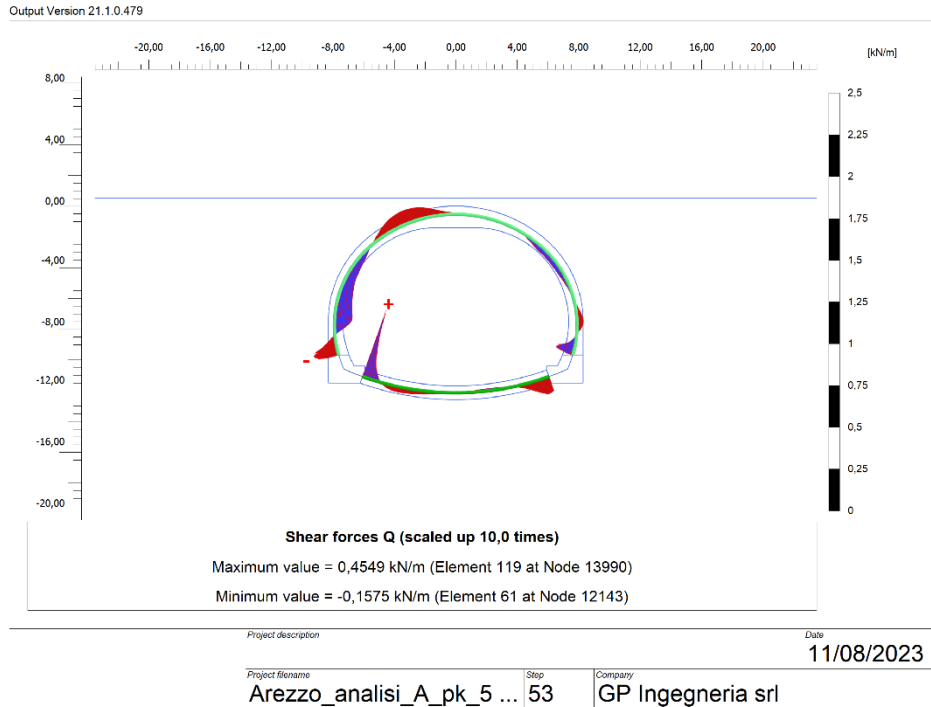 Output Version 21.1.0.479
-20,00 -16,00 -12,00 -8,00 -4,00 0,00 4,00 8,00 12,00 16,00 20,00
[kN/m]
8,00
4,00
0,00
-4,00
-8,00
-12,00
-16,00
-20,00
+
-
2,5
2,25
2
1,75
1,5
1,25
1
0,75
0,5
0,25
0
Shear forces Q (scaled up 10,0 times)
Maximum value = 0,4549 kN/m (Element 119 at Node 13990)
Minimum value = -0,1575 kN/m (Element 61 at Node 12143)
Project description
Date
11/08/2023
Project filename
Step
Company
Arezzo_analisi_A_pk_5 ... 53 GP Ingegneria srl